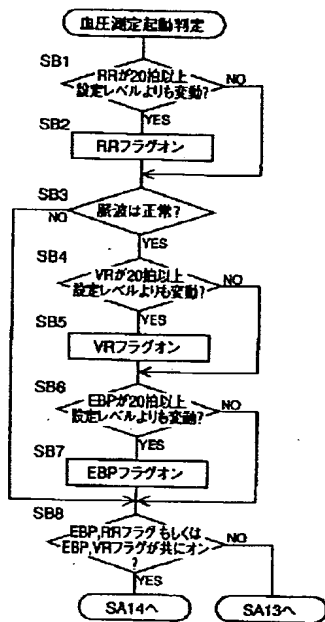 血圧測定起動判定
SB1
RRが20拍以上
設定レベルよりも変動?
NO
YES
SB2
RRフラグオン
SB3
NO
脈波は正常?
YES
SB4
VRが20拍以上
設定レベルよりも変動?
NO
YES
SB5
VRフラグオン
SB6
EBPが20拍以上
設定レベルよりも変動?
NO
YES
SB7
EBPフラグオン
SB8
EBP,RRフラグもしくは
EBP,VRフラグが共にオン
?
NO
YES
SA14へ
SA13へ